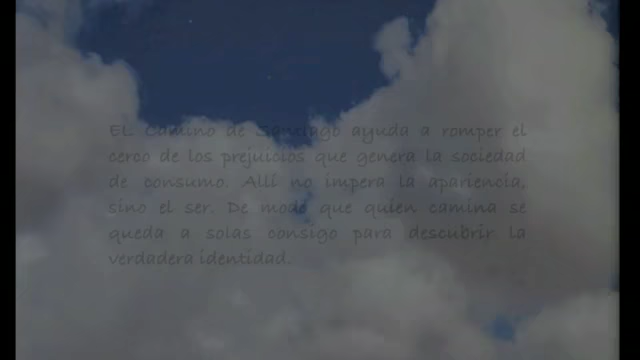 EL Camino de Santiago ayuda a romper el
cerco de los prejuicios que genera la sociedad
de consumo. Allí no impera la apariencia,
sino el ser. De modo que quien camina se
queda a solas consigo para descubrir la
verdadera identidad.